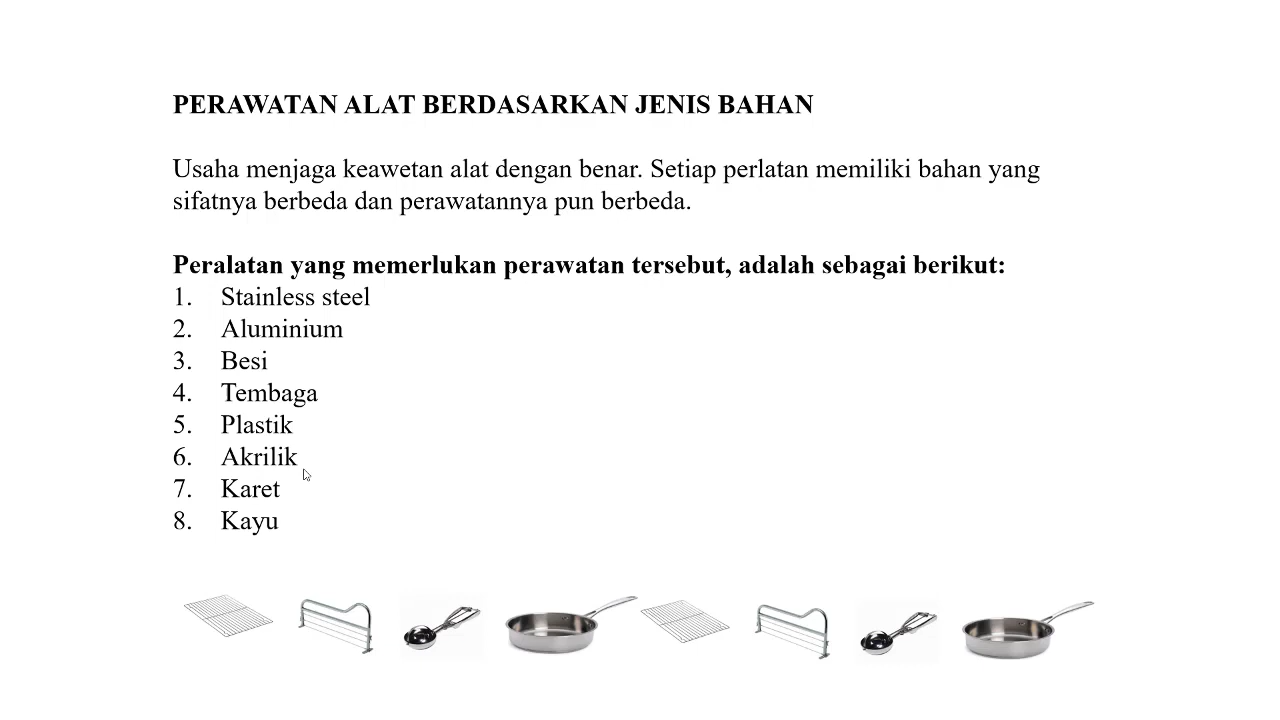 PERAWATAN ALAT BERDASARKAN JENIS BAHAN
Usaha menjaga keawetan alat dengan benar. Setiap perlatan memiliki bahan yang
sifatnya berbeda dan perawatannya pun berbeda.
Peralatan yang memerlukan perawatan tersebut, adalah sebagai berikut:
1. Stainless steel
2. Aluminium
3. Besi
4. Tembaga
5. Plastik
6. Akrilik
7. Karet
8. Kayu